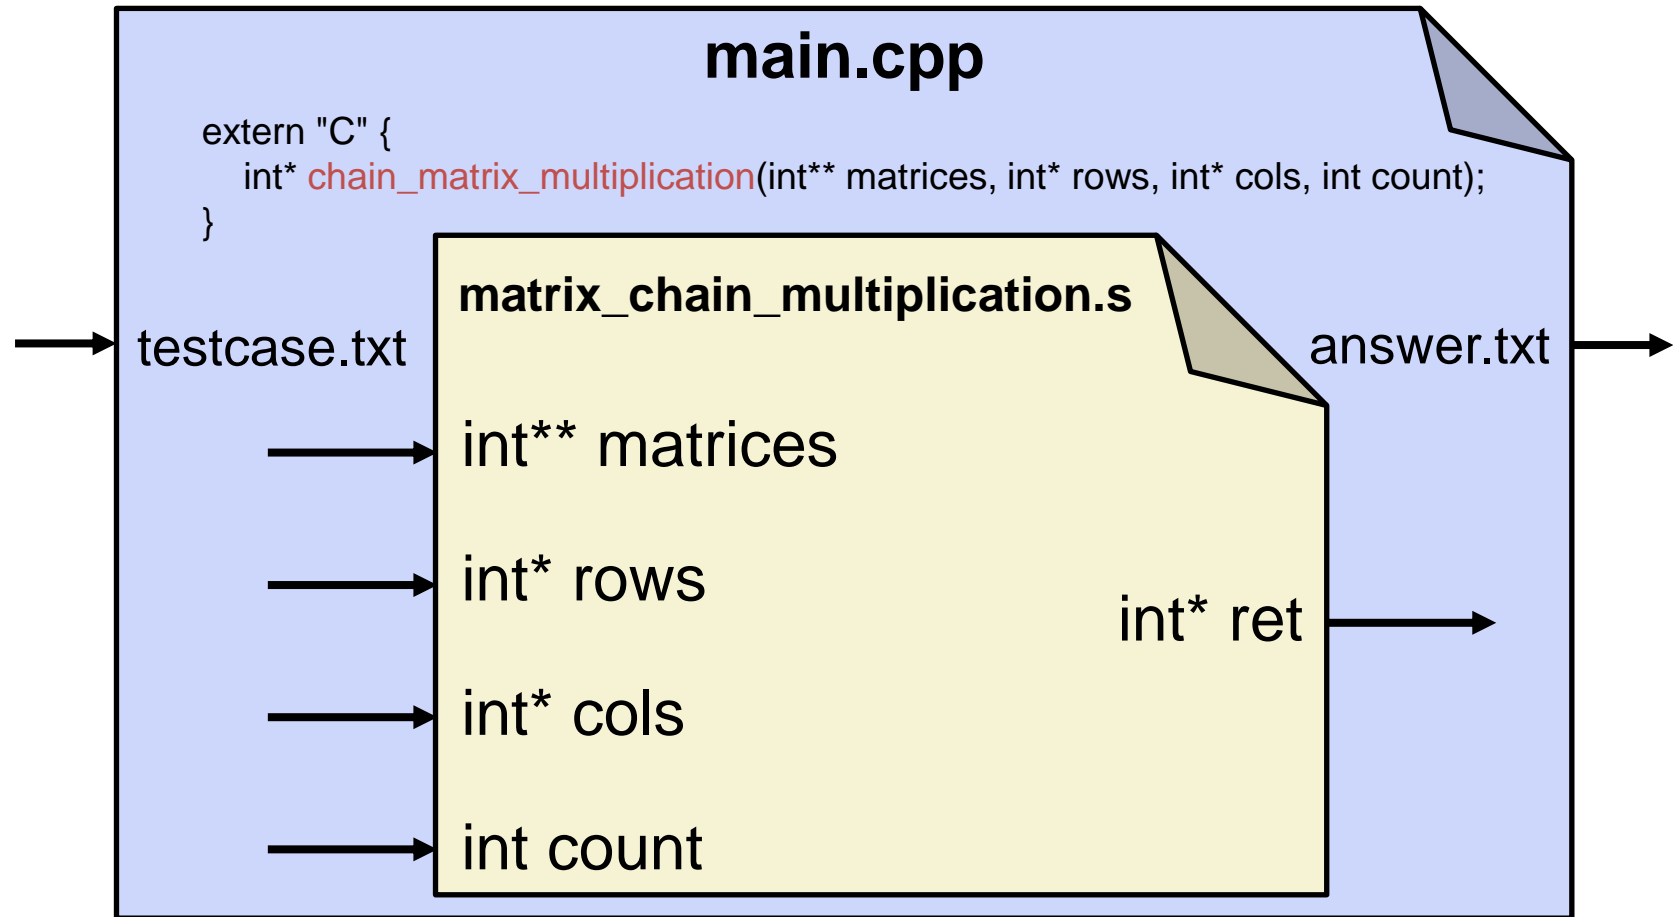 main.cpp
extern "C" {
int* chain_matrix_multiplication(int** matrices, int* rows, int* cols, int count);
}
matrix_chain_multiplication.s
testcase.txt
answer.txt
int** matrices
int* rows
int* ret
int* cols
int count